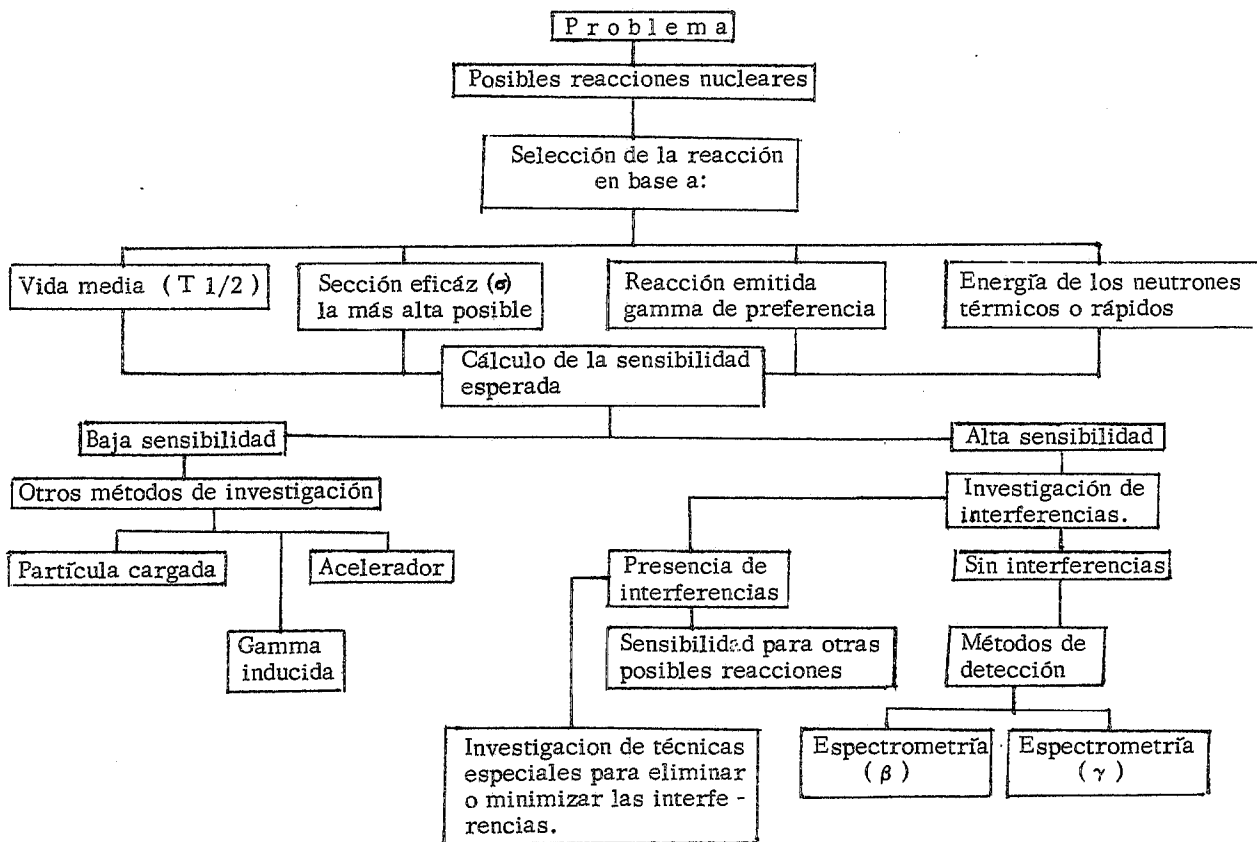 Problema
Posibles reacciones nucleares
Selección de la reacción
en base a:
Vida media (T 1/2)
Sección eficáz (σ)
la más alta posible
Reacción emitida
gamma de preferencia
Energía de los neutrones
térmicos o rápidos
Cálculo de la sensibilidad
esperada
Baja sensibilidad
Alta sensibilidad
Otros métodos de investigación
Investigación de
interferencias.
Partícula cargada
Acelerador
Gamma
inducida
Presencia de
interferencias
Sin interferencias
Sensibilidad para otras
posibles reacciones
Métodos de
detección
Investigacion de técnicas
especiales para eliminar
o minimizar las interfe -
rencias.
Espectrometría
(β)
Espectrometría
(γ)